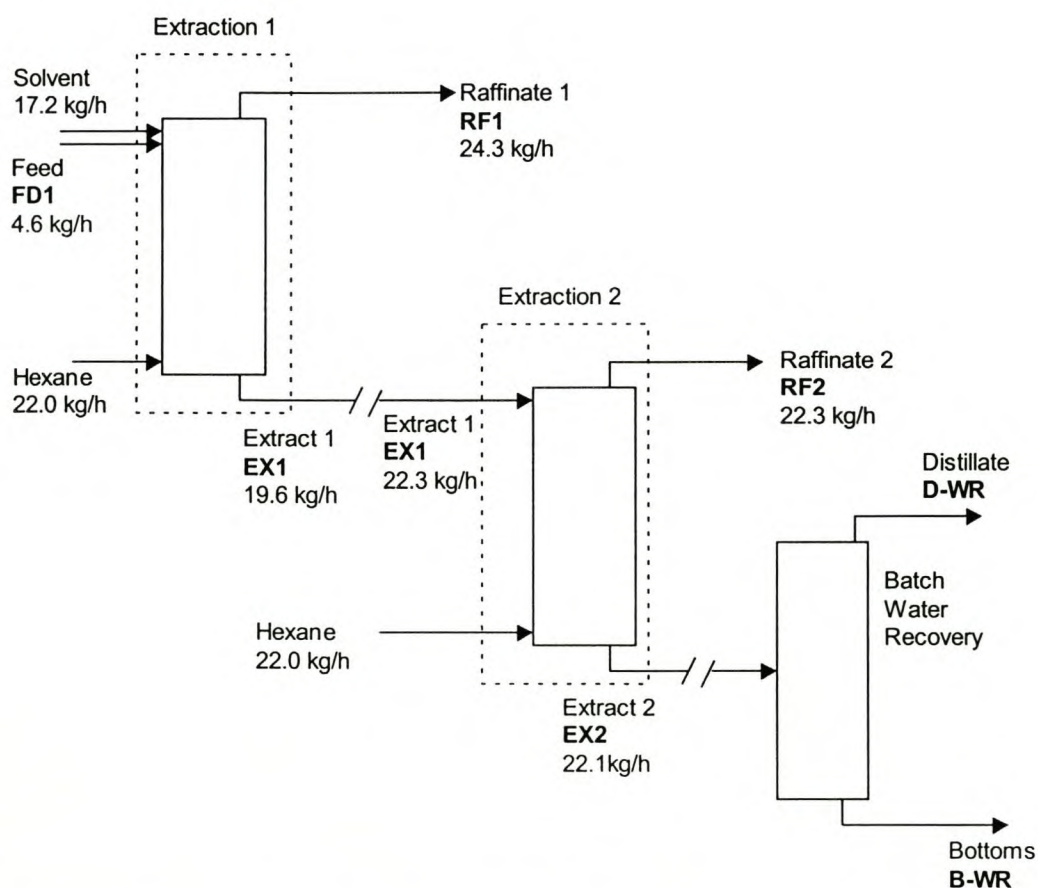 Extraction 1
Solvent
17.2 kg/h
Feed
FD1
4.6 kg/h
Hexane
22.0 kg/h
Raffinate 1
RF1
24.3 kg/h
Extract 1
EX1
19.6 kg/h
Extraction 2
Extract 1
EX1
22.3 kg/h
Raffinate 2
RF2
22.3 kg/h
Hexane
22.0 kg/h
Extract 2
EX2
22.1kg/h
Distillate
D-WR
Batch
Water
Recovery
Bottoms
B-WR